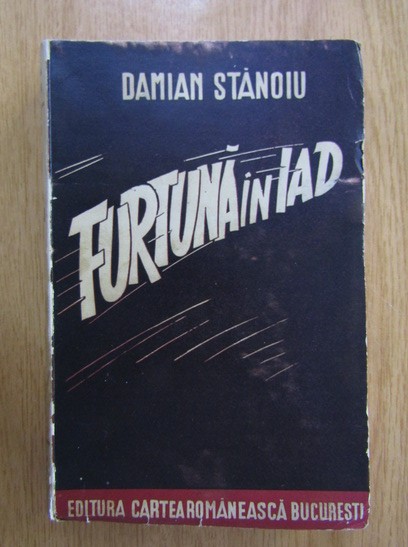 DAMIAN STĂNOIU
FURTUNĂ în IAD
EDITURA CARTEA ROMÂNEASCĂ BUCUREȘTI